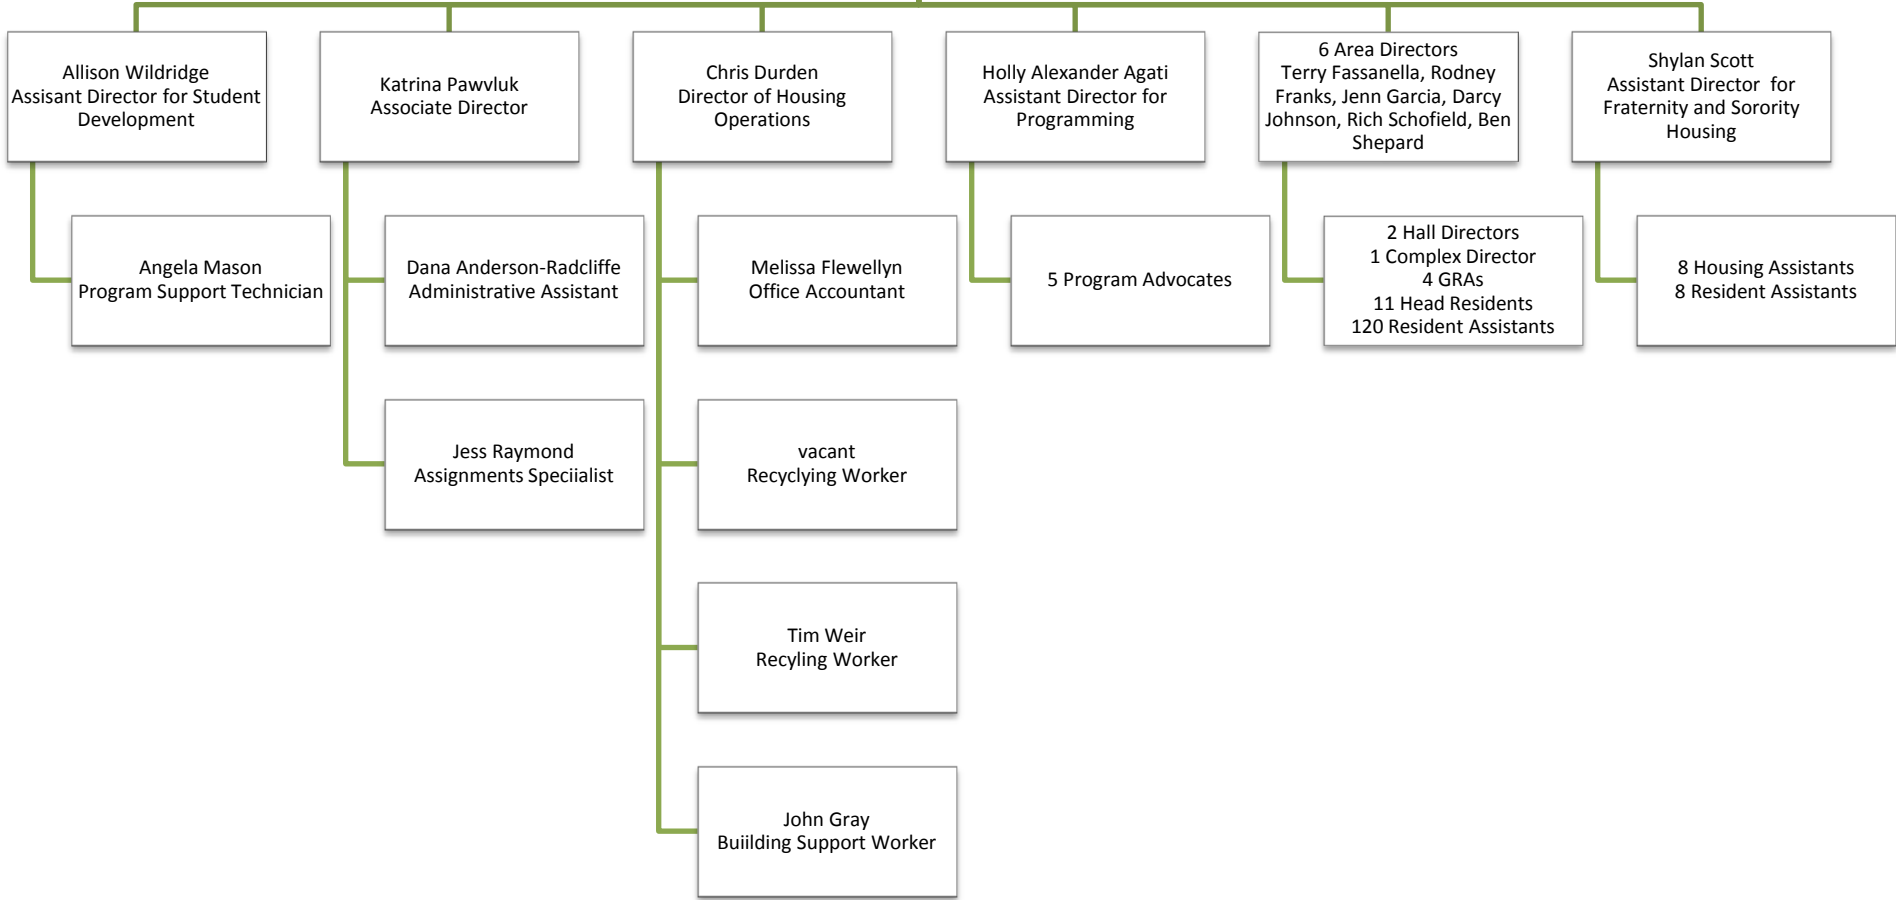 Allison Wildridge
Assisant Director for Student
Development
Katrina Pawvluk
Associate Director
Chris Durden
Director of Housing
Operations
Holly Alexander Agati
Assistant Director for
Programming
6 Area Directors
Terry Fassanella, Rodney
Franks, Jenn Garcia, Darcy
Johnson, Rich Schofield, Ben
Shepard
Shylan Scott
Assistant Director  for
Fraternity and Sorority
Housing
Angela Mason
Program Support Technician
Dana Anderson-Radcliffe
Administrative Assistant
Melissa Flewellyn
Office Accountant
5 Program Advocates
2 Hall Directors
1 Complex Director
4 GRAs
11 Head Residents
120 Resident Assistants
8 Housing Assistants
8 Resident Assistants
Jess Raymond
Assignments Speciialist
vacant
Recyclying Worker
Tim Weir
Recyling Worker
John Gray
Buiilding Support Worker